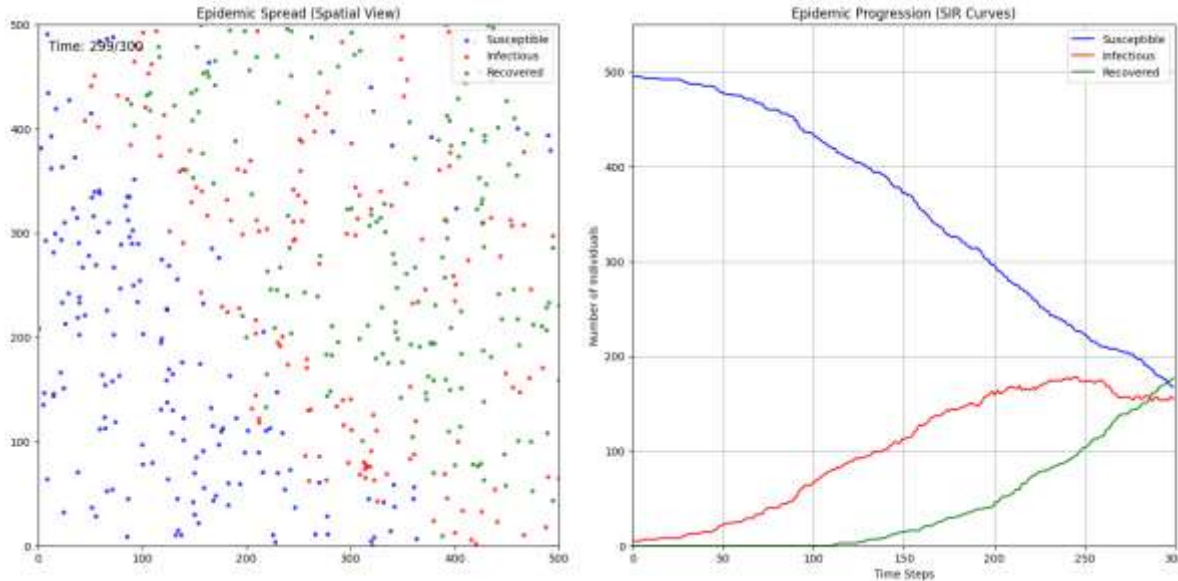 Epidemic Spread (Spatial View)
Time: 299/300
Susceptible
Infectious
Recovered
500
400
300
200
100
0
0
100
200
300
400
500
Epidemic Progression (SIR Curves)
Susceptible
Infectious
Recovered
Number of Individuals
500
400
300
200
100
0
0
50
100
150
200
250
300
Time Steps